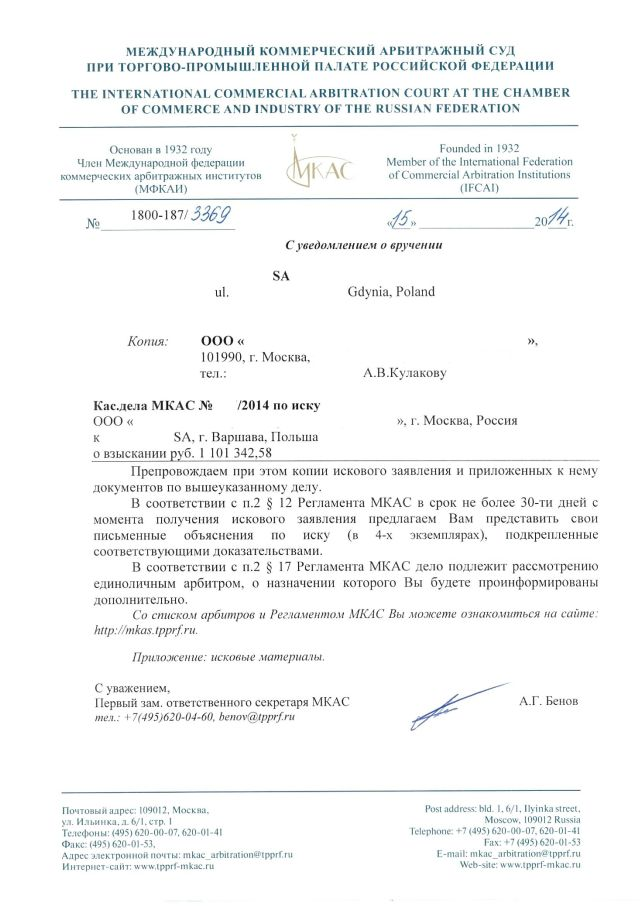 МЕЖДУНАРОДНЫЙ КОММЕРЧЕСКИЙ АРБИТРАЖНЫЙ СУД
ПРИ ТОРГОВО-ПРОМЫШЛЕННОЙ ПАЛАТЕ РОССИЙСКОЙ ФЕДЕРАЦИИ
THE INTERNATIONAL COMMERCIAL ARBITRATION COURT AT THE CHAMBER
OF COMMERCE AND INDUSTRY OF THE RUSSIAN FEDERATION
Основан в 1932 году
Член Международной федерации
коммерческих арбитражных институтов
(МФКАИ)
МКАС
Founded in 1932
Member of the International Federation
of Commercial Arbitration Institutions
(IFCAI)
№ 1800-187/3369
«15» 2014г.
С уведомлением о вручении
SA
ul. Gdynia, Poland
Копия: ООО « »,
101990, г. Москва,
тел.: А.В.Кулакову
Кас.дела МКАС № /2014 по иску
ООО « », г. Москва, Россия
к SA, г. Варшава, Польша
о взыскании руб. 1 101 342,58
Препровождаем при этом копии искового заявления и приложенных к нему
документов по вышеуказанному делу.
В соответствии с п.2 § 12 Регламента МКАС в срок не более 30-ти дней с
момента получения искового заявления предлагаем Вам представить свои
письменные объяснения по иску (в 4-х экземплярах), подкрепленные
соответствующими доказательствами.
В соответствии с п.2 § 17 Регламента МКАС дело подлежит рассмотрению
единоличным арбитром, о назначении которого Вы будете проинформированы
дополнительно.
Со списком арбитров и Регламентом МКАС Вы можете ознакомиться на сайте:
http://mkas.tpprf.ru.
Приложение: исковые материалы.
С уважением,
Первый зам. ответственного секретаря МКАС А.Г. Бенов
тел.: +7(495)620-04-60, benov@tpprf.ru
Почтовый адрес: 109012, Москва,
ул. Ильинка, д. 6/1, стр. 1
Телефоны: (495) 620-00-07, 620-01-41
Факс: (495) 620-01-53,
Адрес электронной почты: mkac_arbitration@tpprf.ru
Интернет-сайт: www.tpprf-mkac.ru
Post address: bld. 1, 6/1, Ilyinka street,
Moscow, 109012 Russia
Telephone: +7 (495) 620-00-07, 620-01-41
Fax: +7 (495) 620-01-53
E-mail: mkac_arbitration@tpprf.ru
Web-site: www.tpprf-mkac.ru